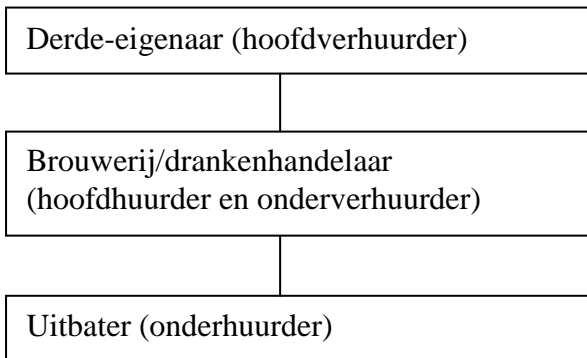 Derde-eigenaar (hoofdverhuurder)
Brouwerij/drankenhandelaar
(hoofdhuurder en onderverhuurder)
Uitbater (onderhuurder)